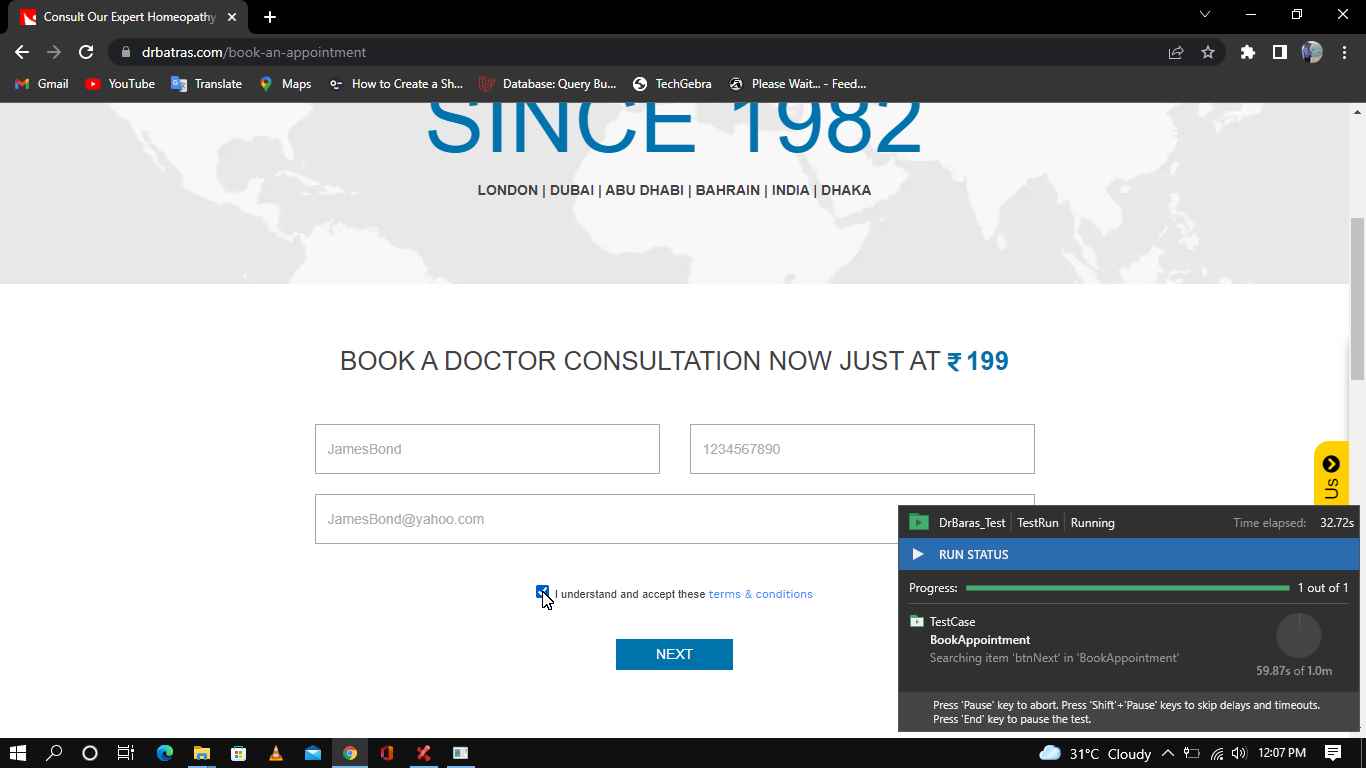 Consult Our Expert Homeopathy
drbatras.com/book-an-appointment
Gmail YouTube Translate Maps How to Create a Sh... Database: Query Bu... TechGebra Please Wait... - Feed...
SINCE 1982
LONDON | DUBAI | ABU DHABI | BAHRAIN | INDIA | DHAKA
BOOK A DOCTOR CONSULTATION NOW JUST AT ₹ 199
JamesBond 1234567890
JamesBond@yahoo.com
Us
I understand and accept these terms & conditions
NEXT
DrBaras_Test TestRun Running Time elapsed: 32.72s
RUN STATUS
Progress: 1 out of 1
TestCase
BookAppointment
Searching item 'btnNext' in 'BookAppointment'
59.87s of 1.0m
Press 'Pause' key to abort. Press 'Shift'+'Pause' keys to skip delays and timeouts.
Press 'End' key to pause the test.
31°C Cloudy 12:07 PM